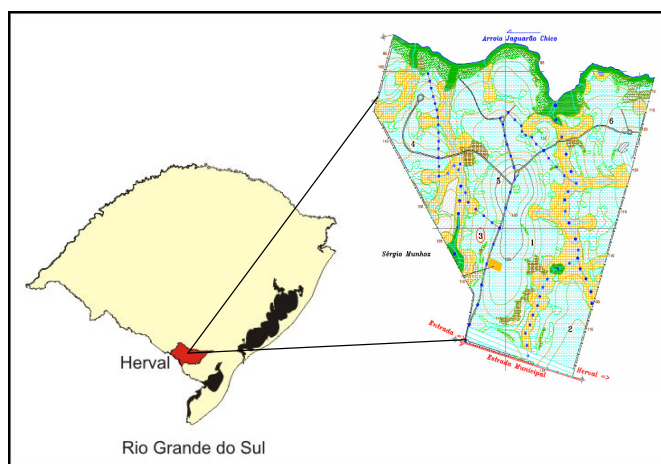 Arroio Jaguarão Chico
6
4
5
3
1
Sérgio Munhoz
2
Entrada =>
Estrada Municipal
Herval =>
Herval
Rio Grande do Sul